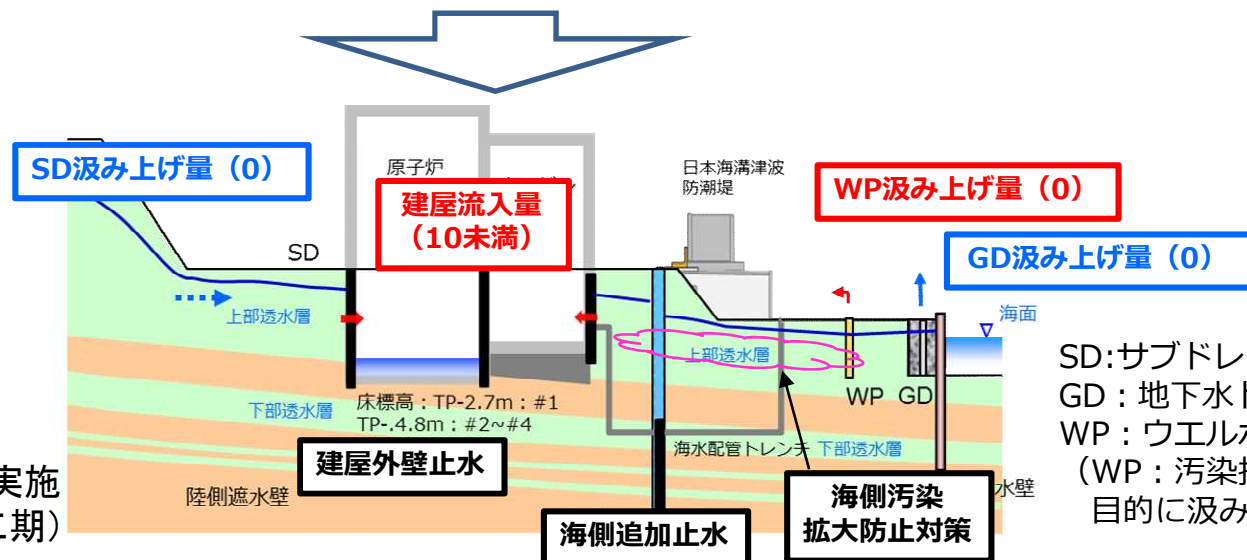 SD汲み上げ量（0）
原子炉
建屋流入量
（10未満）
日本海溝津波
防潮堤
WP汲み上げ量（0）
GD汲み上げ量（0）
SD
上部透水層
上部透水層
海面
WP GD
下部透水層
床標高：TP-2.7m：#1
TP-.4.8m：#2~#4
海水配管トレンチ
下部透水層
建屋外壁止水
陸側遮水壁
海側追加止水
海側汚染
拡大防止対策
水壁
実施
二期）
SD:サブドレ
GD：地下水ト
WP：ウエルポ
（WP：汚染拡
目的に汲み